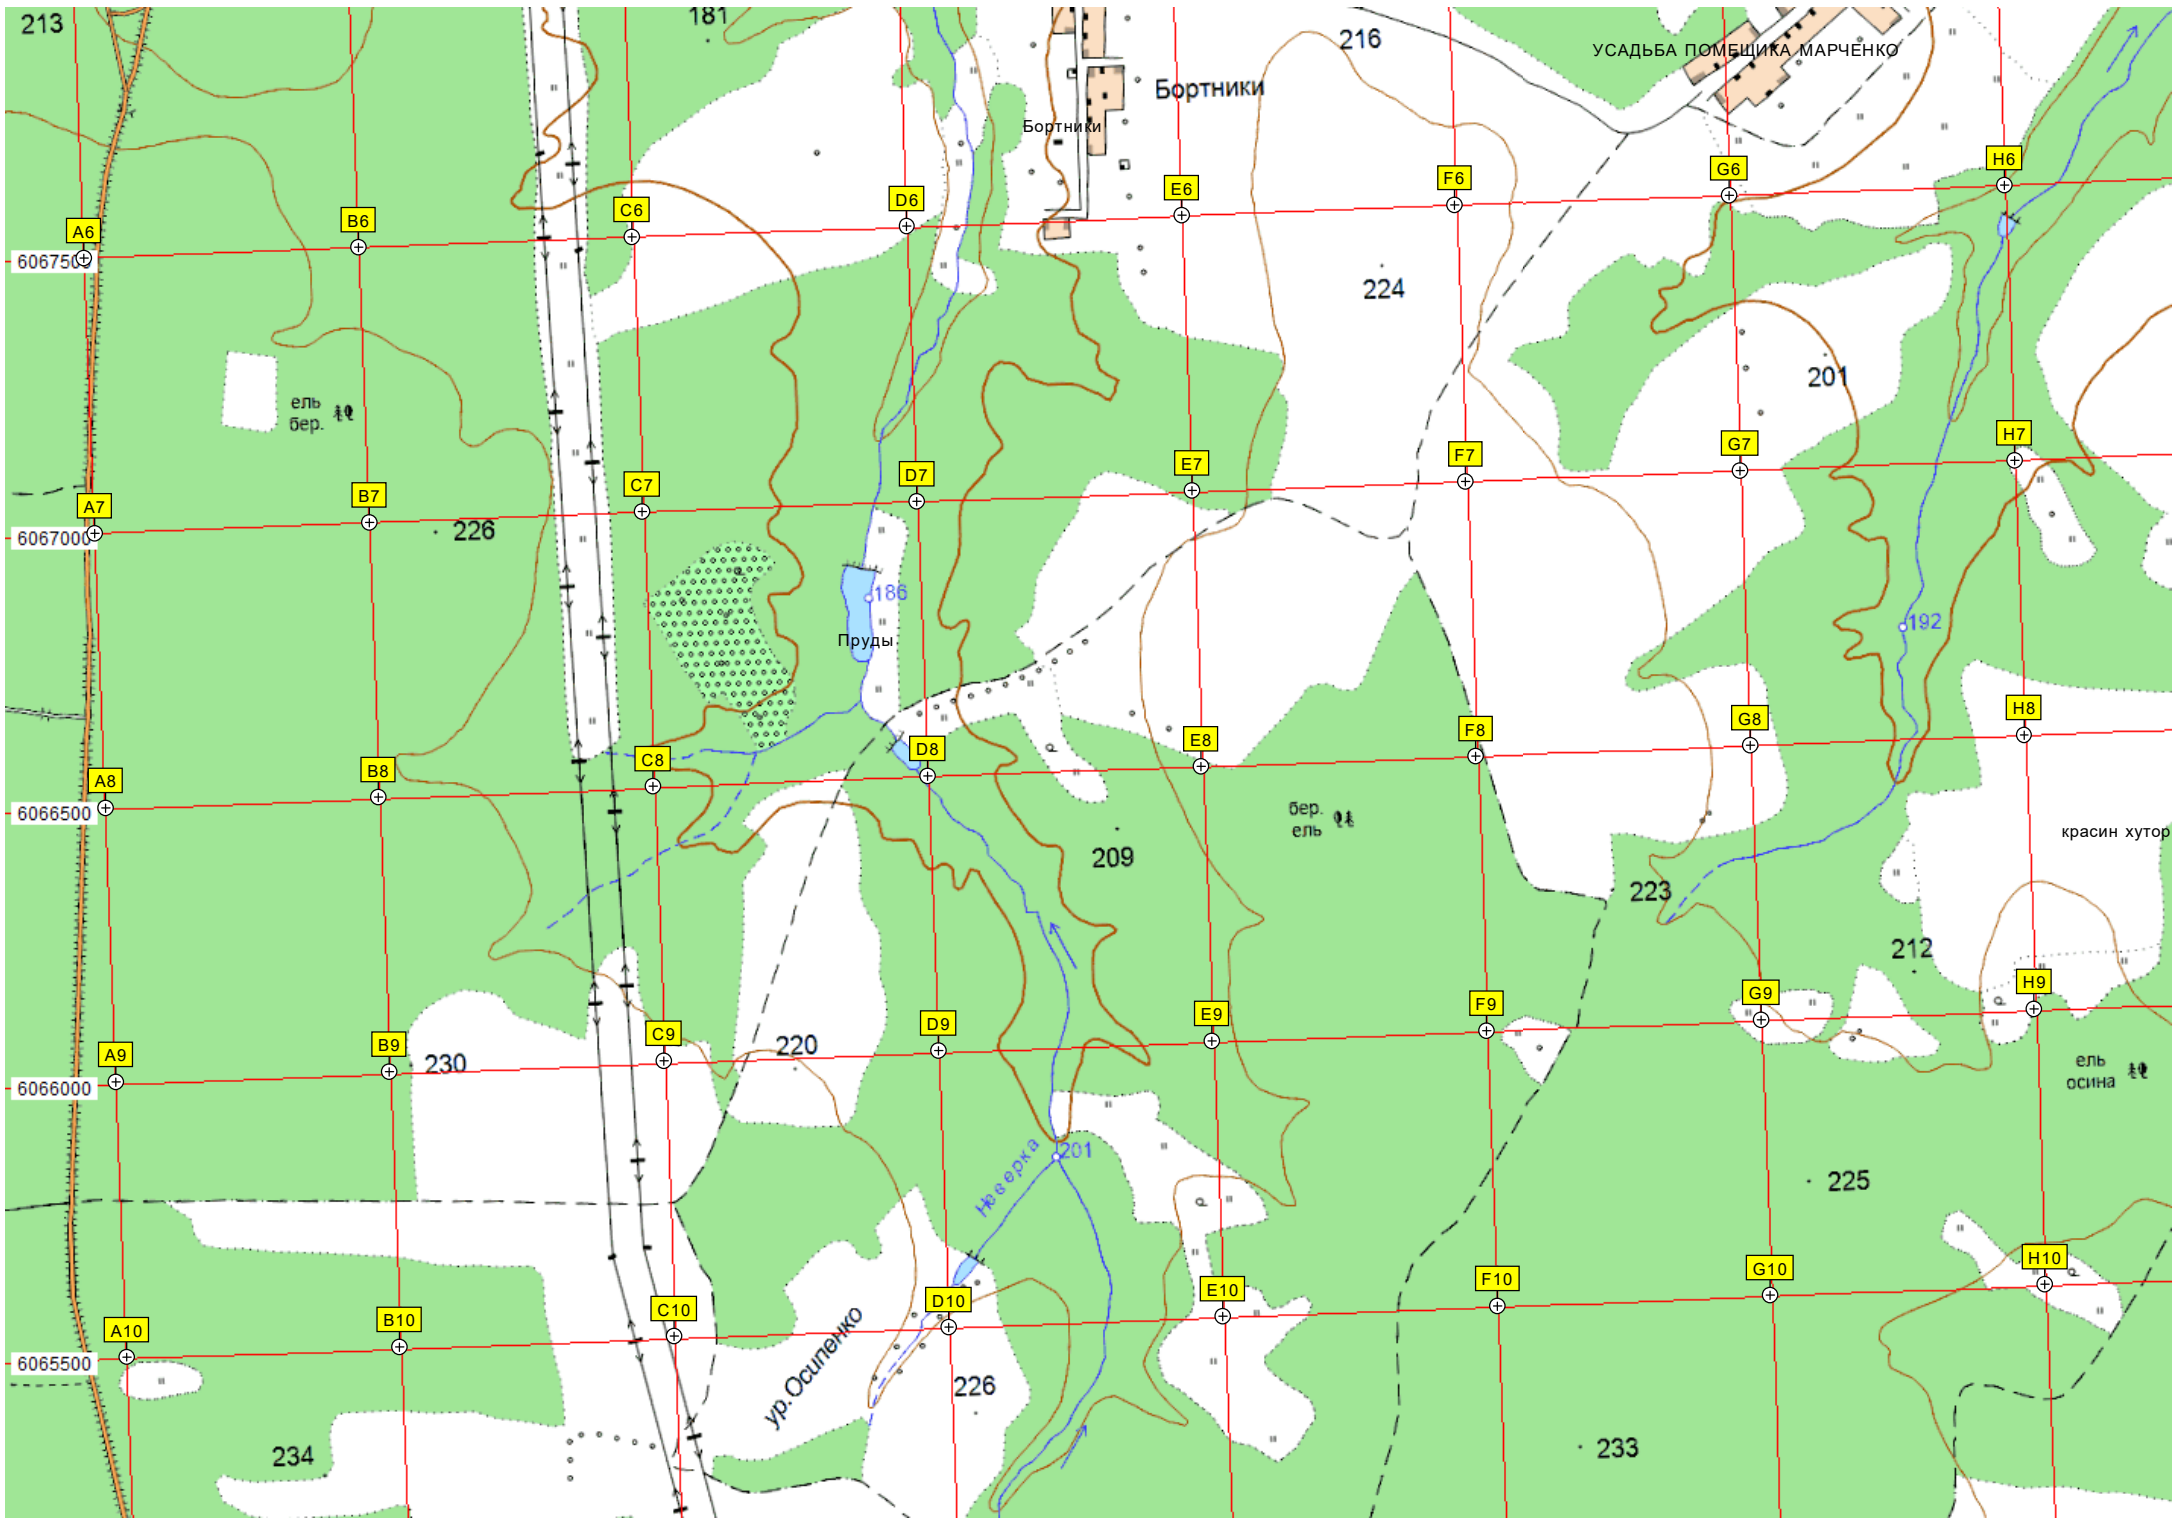 213
181
216
УСАДЬБА ПОМЕЩИКА МАРЧЕНКО
Бортники
Бортники
H6
G6
F6
E6
D6
C6
B6
A6
6067500
224
201
ель
бер.
H7
G7
F7
E7
D7
C7
B7
A7
226
6067000
186
192
Пруды
H8
G8
F8
E8
D8
C8
B8
A8
6066500
бер.
ель
209
красин хутор
223
212
H9
G9
F9
E9
D9
C9
B9
A9
230
220
6066000
ель
осина
201
Неверка
225
H10
G10
F10
E10
D10
C10
B10
A10
6065500
ур. Осипенко
226
233
234